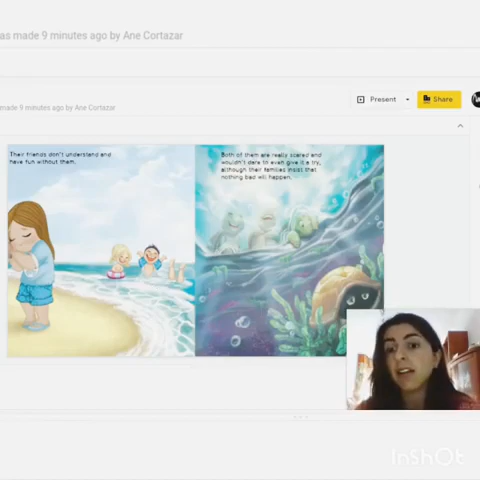 as made 9 minutes ago by Ane Cortazar
Present
Share
made 9 minutes ago by Ane Cortazar
Their friends don't understand and
have fun without them.
Both of them are really scared and
wouldn't dare to even give it a try,
although their families insist that
nothing bad will happen.
InShOt